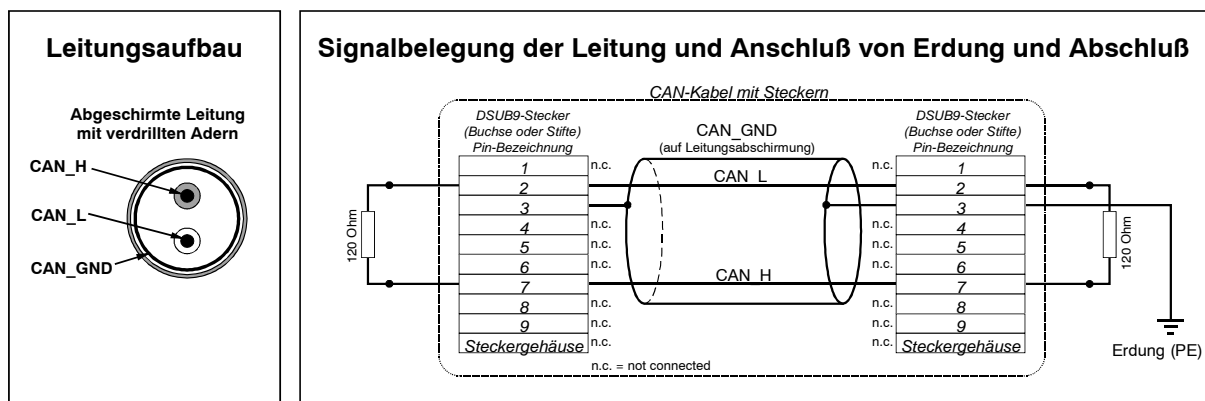 Leitungsaufbau
Abgeschirmte Leitung
mit verdrillten Adern
CAN_H
CAN_L
CAN_GND
Signalbelegung der Leitung und Anschluß von Erdung und Abschluß
CAN-Kabel mit Steckern
DSUB9-Stecker
(Buchse oder Stifte)
Pin-Bezeichnung
CAN_GND
(auf Leitungsabschirmung)
DSUB9-Stecker
(Buchse oder Stifte)
Pin-Bezeichnung
1 n.c. n.c. 1
2 CAN_L 2
3 3
4 n.c. n.c. 4
5 n.c. n.c. 5
6 n.c. n.c. 6
7 CAN_H 7
8 n.c. n.c. 8
9 n.c. n.c. 9
Steckergehäuse n.c. n.c. Steckergehäuse
120 Ohm
120 Ohm
n.c. = not connected
Erdung (PE)